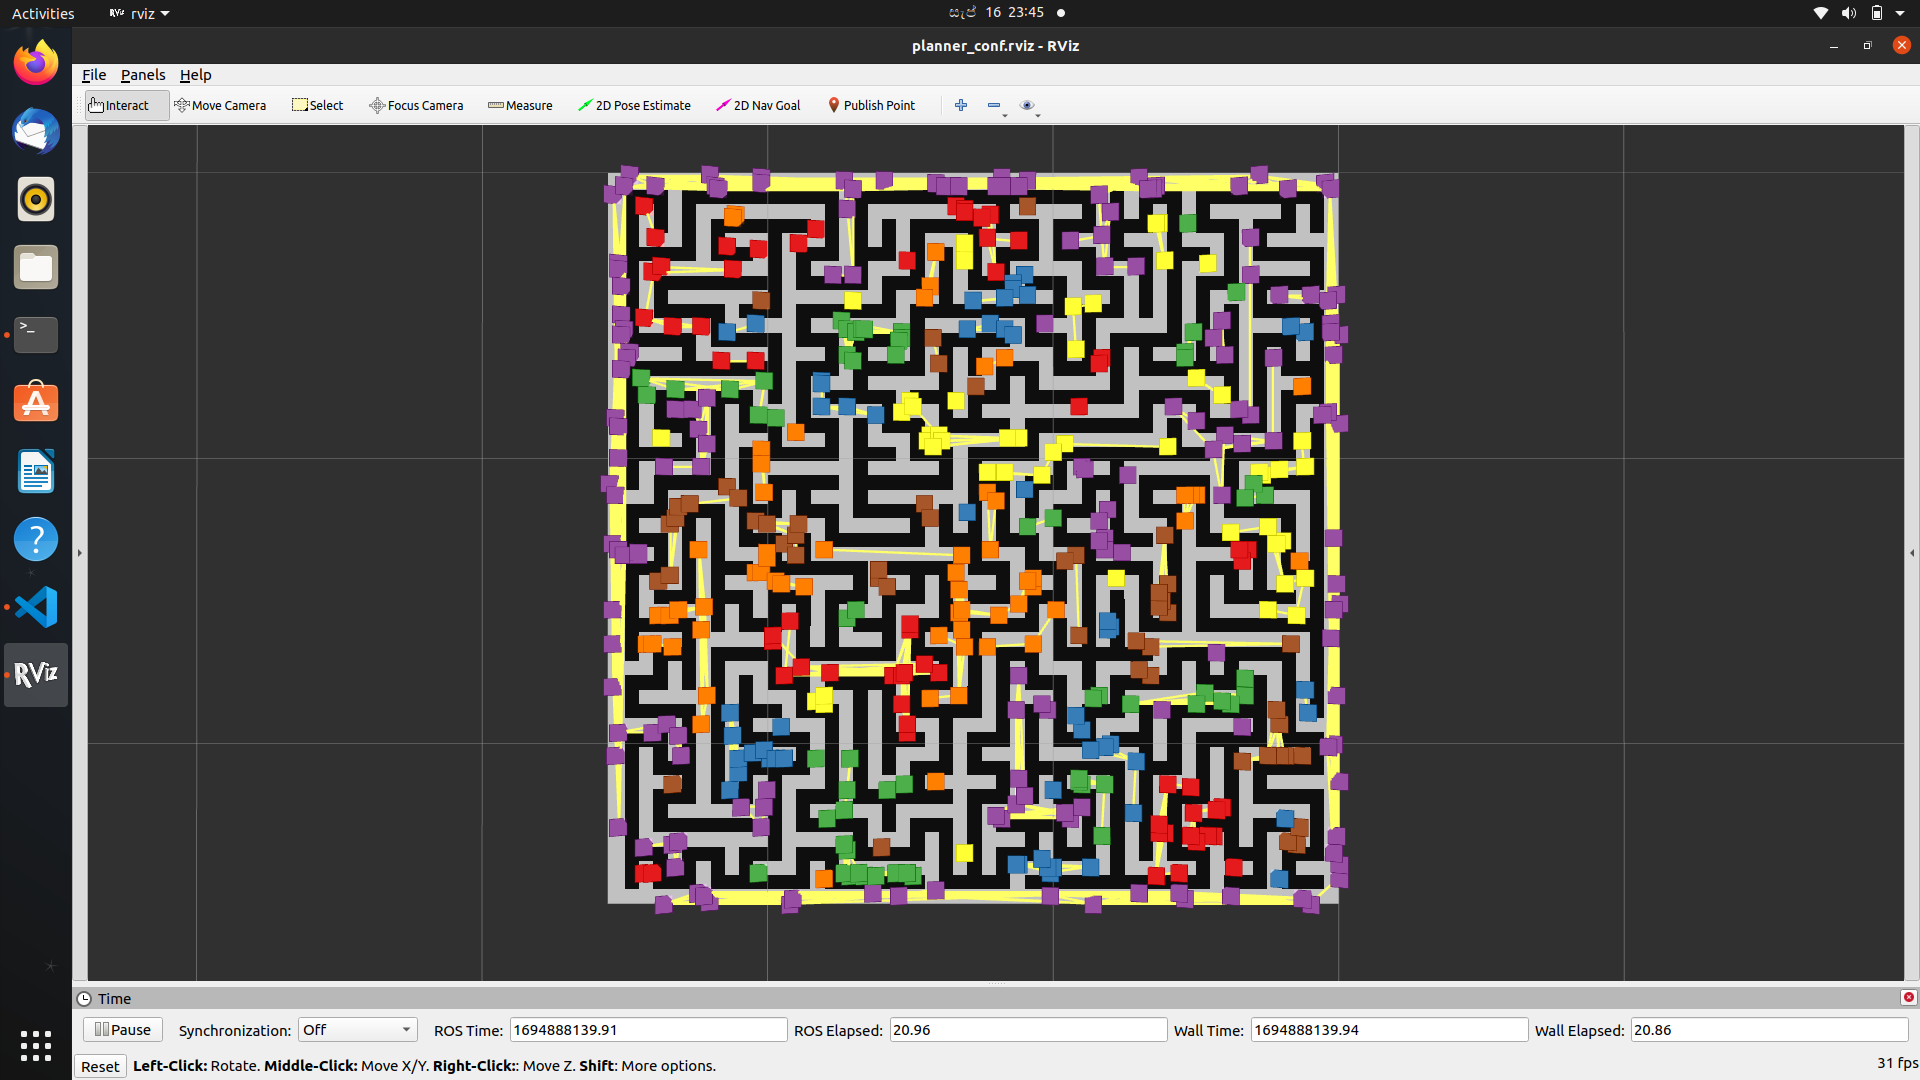 Activities RViz rviz සැප් 16 23:45
planner_conf.rviz - RViz
File Panels Help
Interact Move Camera Select Focus Camera Measure 2D Pose Estimate 2D Nav Goal Publish Point
>_
A
?
RViz
Time
Pause Synchronization: Off ROS Time: 1694888139.91 ROS Elapsed: 20.96 Wall Time: 1694888139.94 Wall Elapsed: 20.86
Reset Left-Click: Rotate. Middle-Click: Move X/Y. Right-Click:: Move Z. Shift: More options. 31 fps